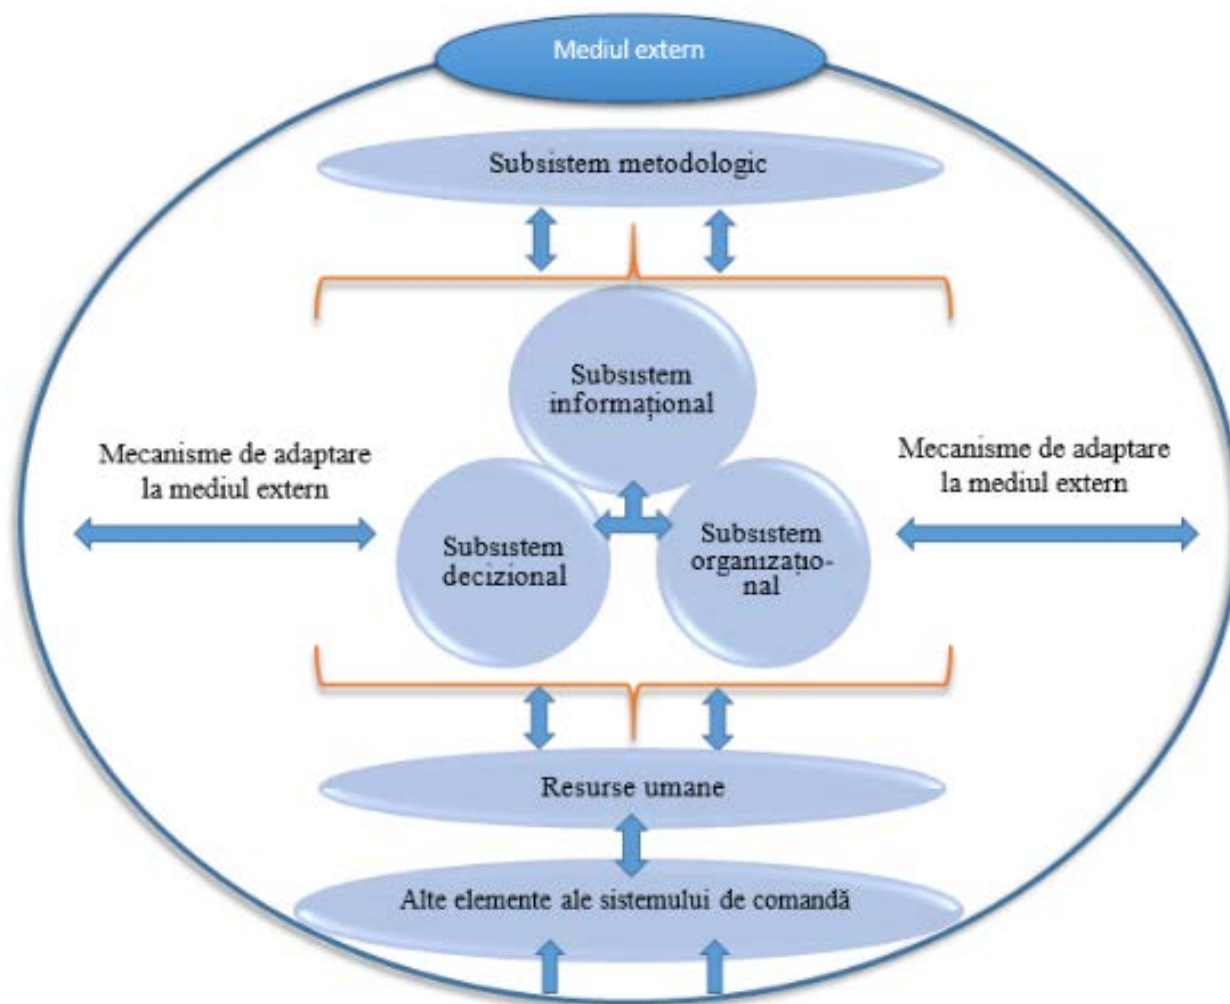 Mediul extern
Subsistem metodologic
Subsistem
informațional
Mecanisme de adaptare
la mediul extern
Mecanisme de adaptare
la mediul extern
Subsistem
decizional
Subsistem
organizațio-
nal
Resurse umane
Alte elemente ale sistemului de comandă